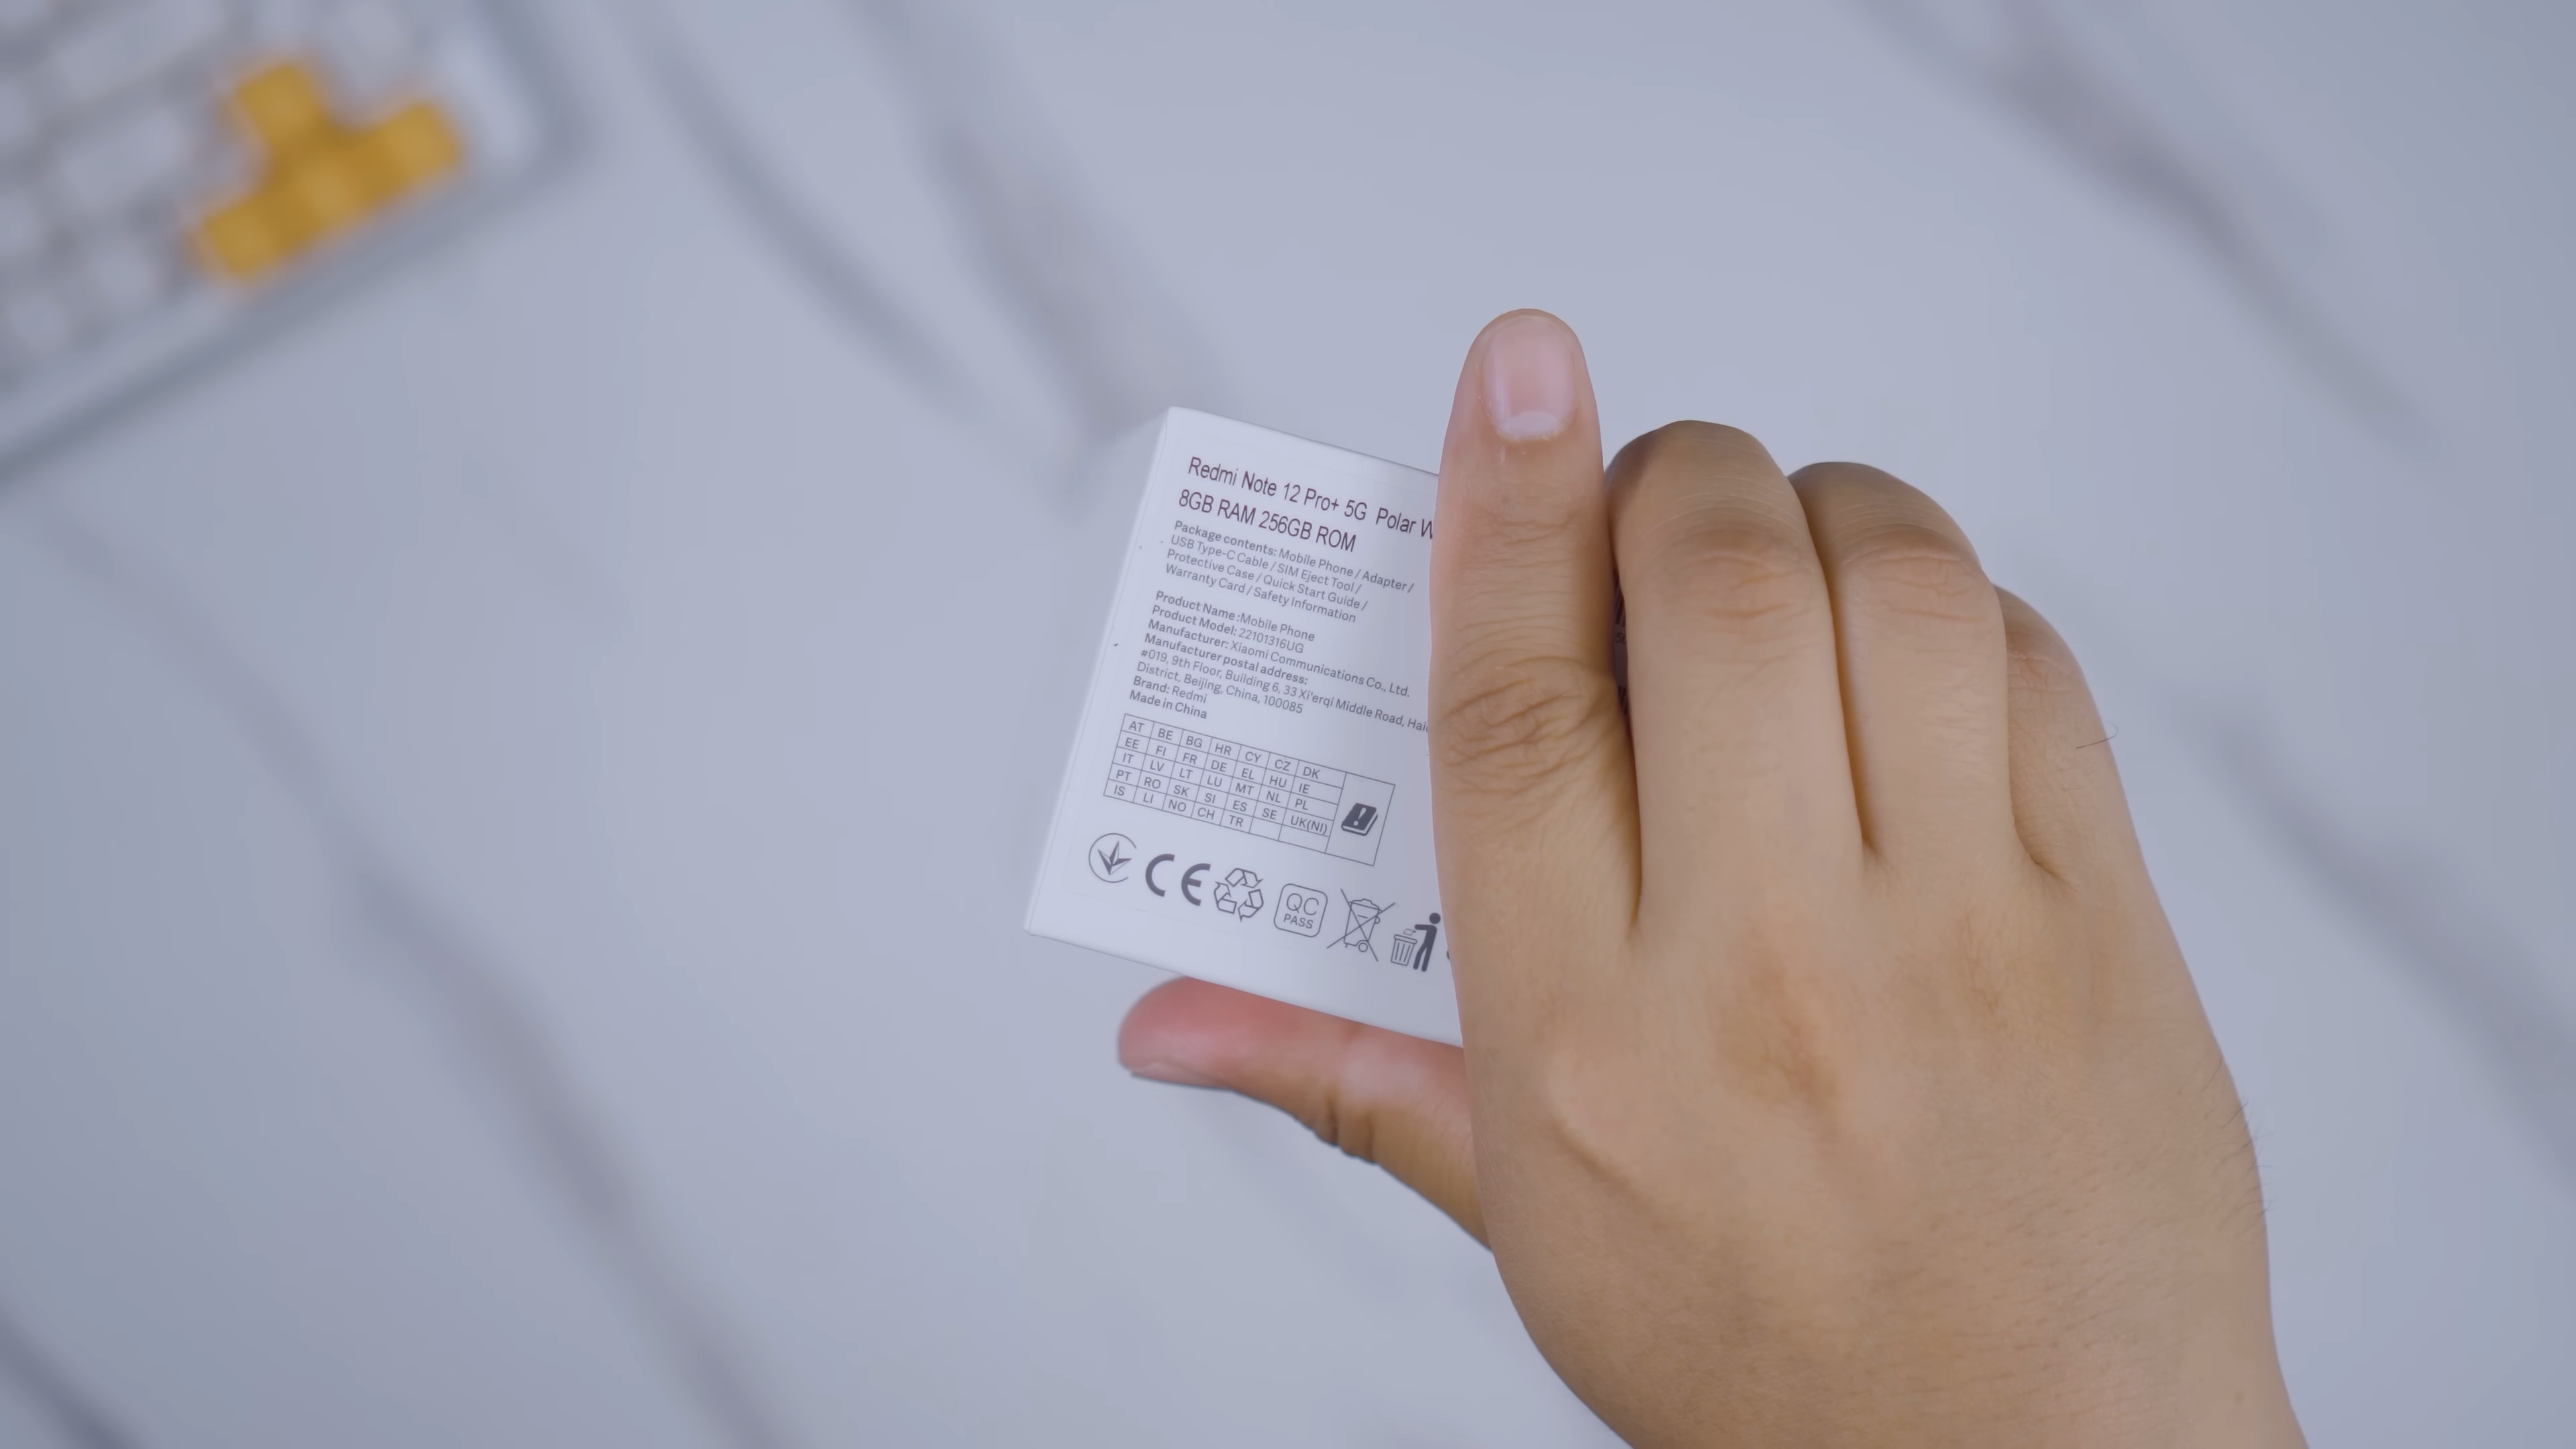 Redmi Note 12 Pro+ 5G Polar
8GB RAM 256GB ROM
Package contents: Mobile Phone / Adapter /
USB Type-C Cable / SIM Eject Tool /
Protective Case / Quick Start Guide /
Warranty Card / Safety Information
Product Name :Mobile Phone
Product Model: 22101316UG
Manufacturer: Xiaomi Communications Co., Ltd.
Manufacturer postal address:
#019, 9th Floor, Building 6, 33 Xi'erqi Middle Road,
District, Beijing, China, 100085
Brand: Redmi
Made in China
AT BE BG HR CY CZ DK
EE FI FR DE EL HU IE
IT LV LT LU MT NL PL
PT RO SK SI ES SE UK(NI)
IS LI NO CH TR
CE QC
PASS